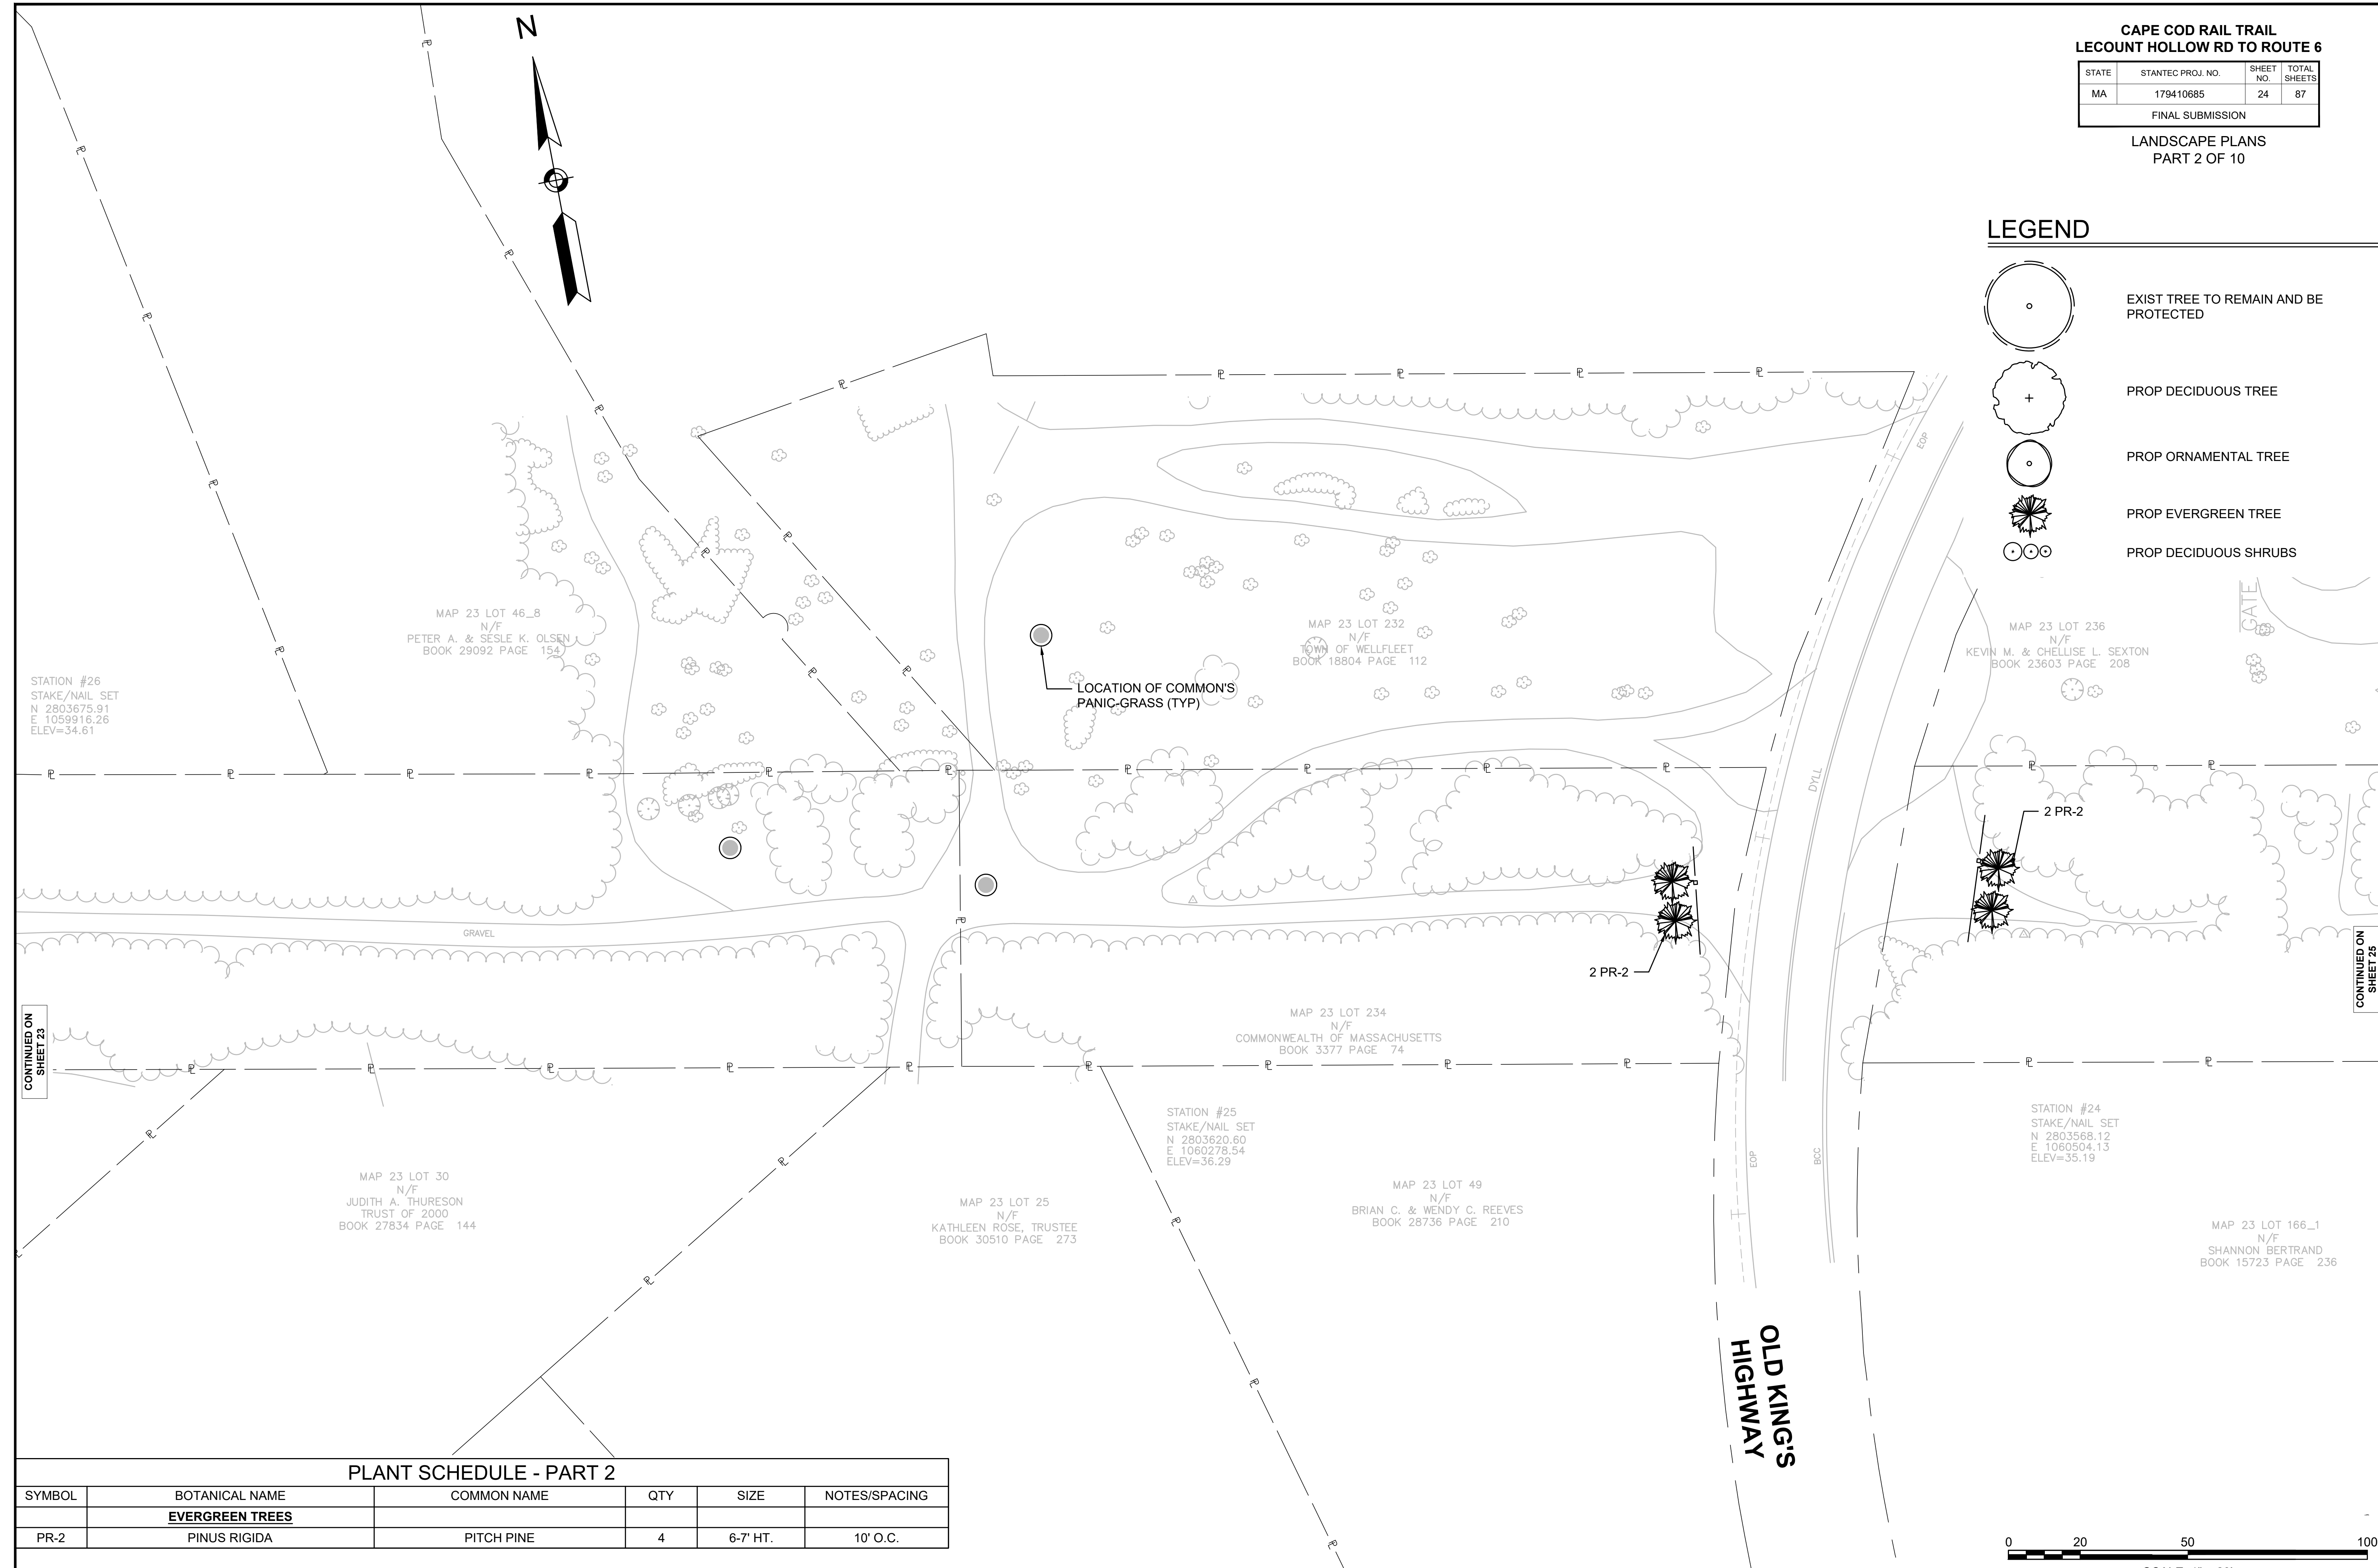 N
CAPE COD RAIL TRAIL
LECOUNT HOLLOW RD TO ROUTE 6
STATE STANTEC PROJ. NO. SHEET NO. TOTAL SHEETS
MA 179410685 24 87
FINAL SUBMISSION
LANDSCAPE PLANS
PART 2 OF 10
LEGEND
EXIST TREE TO REMAIN AND BE
PROTECTED
PROP DECIDUOUS TREE
PROP ORNAMENTAL TREE
PROP EVERGREEN TREE
PROP DECIDUOUS SHRUBS
EOP
GATE
MAP 23 LOT 46_8
N/F
PETER A. & SESLE K. OLSEN
BOOK 29092 PAGE 154
MAP 23 LOT 232
N/F
TOWN OF WELLFLEET
BOOK 18804 PAGE 112
MAP 23 LOT 236
N/F
KEVIN M. & CHELLISE L. SEXTON
BOOK 23603 PAGE 208
STATION #26
STAKE/NAIL SET
N 2803675.91
E 1059916.26
ELEV=34.61
LOCATION OF COMMON'S
PANIC-GRASS (TYP)
DYLL
2 PR-2
GRAVEL
2 PR-2
CONTINUED ON
SHEET 25
CONTINUED ON
SHEET 23
MAP 23 LOT 234
N/F
COMMONWEALTH OF MASSACHUSETTS
BOOK 3377 PAGE 74
STATION #25
STAKE/NAIL SET
N 2803620.60
E 1060278.54
ELEV=36.29
EOP
BCC
STATION #24
STAKE/NAIL SET
N 2803568.12
E 1060504.13
ELEV=35.19
MAP 23 LOT 30
N/F
JUDITH A. THURESON
TRUST OF 2000
BOOK 27834 PAGE 144
MAP 23 LOT 25
N/F
KATHLEEN ROSE, TRUSTEE
BOOK 30510 PAGE 273
MAP 23 LOT 49
N/F
BRIAN C. & WENDY C. REEVES
BOOK 28736 PAGE 210
MAP 23 LOT 166_1
N/F
SHANNON BERTRAND
BOOK 15723 PAGE 236
OLD KING'S
HIGHWAY
PLANT SCHEDULE - PART 2
SYMBOL BOTANICAL NAME COMMON NAME QTY SIZE NOTES/SPACING
EVERGREEN TREES
PR-2 PINUS RIGIDA PITCH PINE 4 6-7' HT. 10' O.C.
0 20 50 100